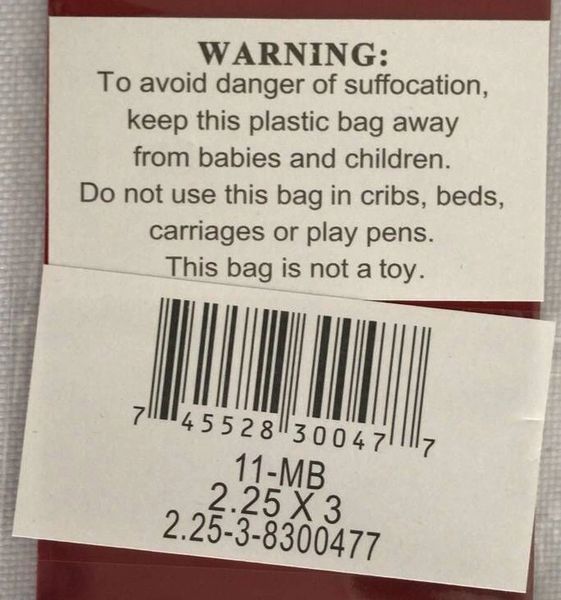 WARNING:
To avoid danger of suffocation,
keep this plastic bag away
from babies and children.
Do not use this bag in cribs, beds,
carriages or play pens.
This bag is not a toy.
7 45528 30047 7
11-MB
2.25 X 3
2.25-3-8300477